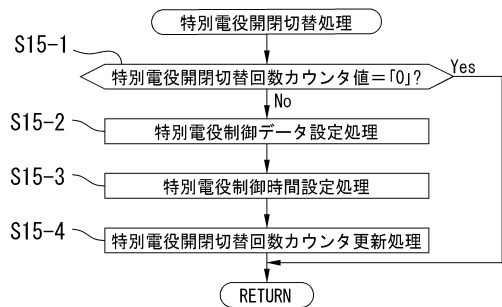 特別電役開閉切替処理
S15-1
特別電役開閉切替回数カウンタ値=「0」?
Yes
No
S15-2
特別電役制御データ設定処理
S15-3
特別電役制御時間設定処理
S15-4
特別電役開閉切替回数カウンタ更新処理
RETURN